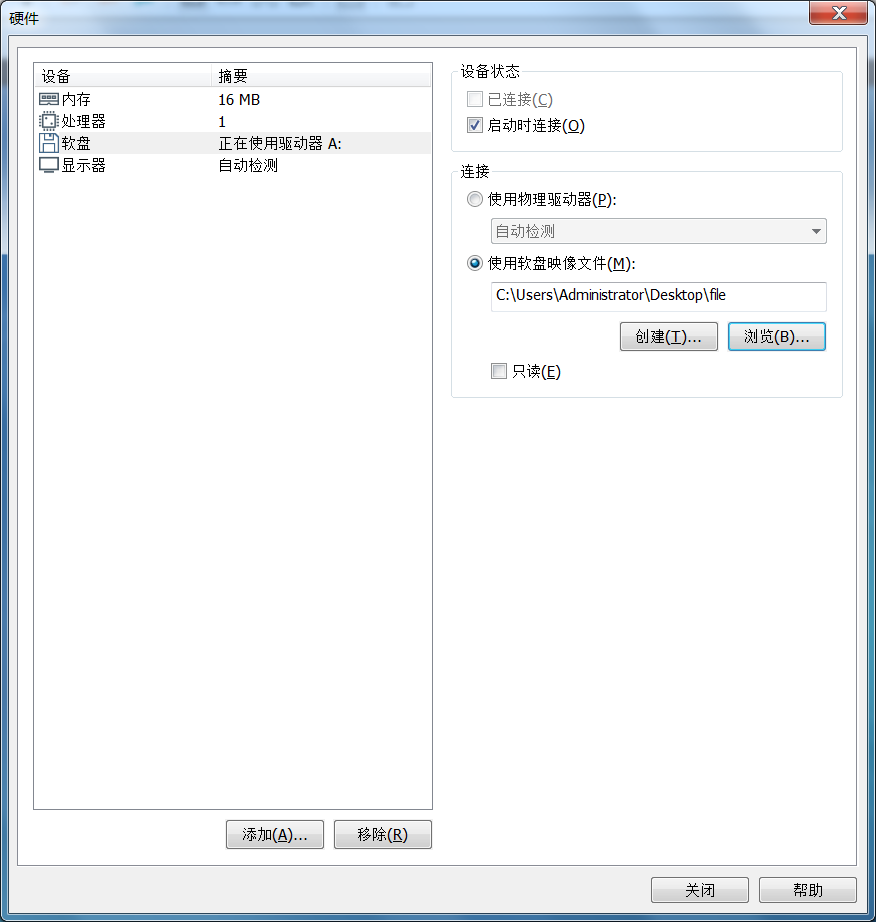 硬件
设备 摘要
内存 16 MB
处理器 1
软盘 正在使用驱动器 A:
显示器 自动检测
添加(A)... 移除(R)
设备状态
已连接(C)
启动时连接(O)
连接
使用物理驱动器(P):
自动检测
使用软盘映像文件(M):
C:\Users\Administrator\Desktop\file
创建(T)... 浏览(B)...
只读(E)
关闭 帮助